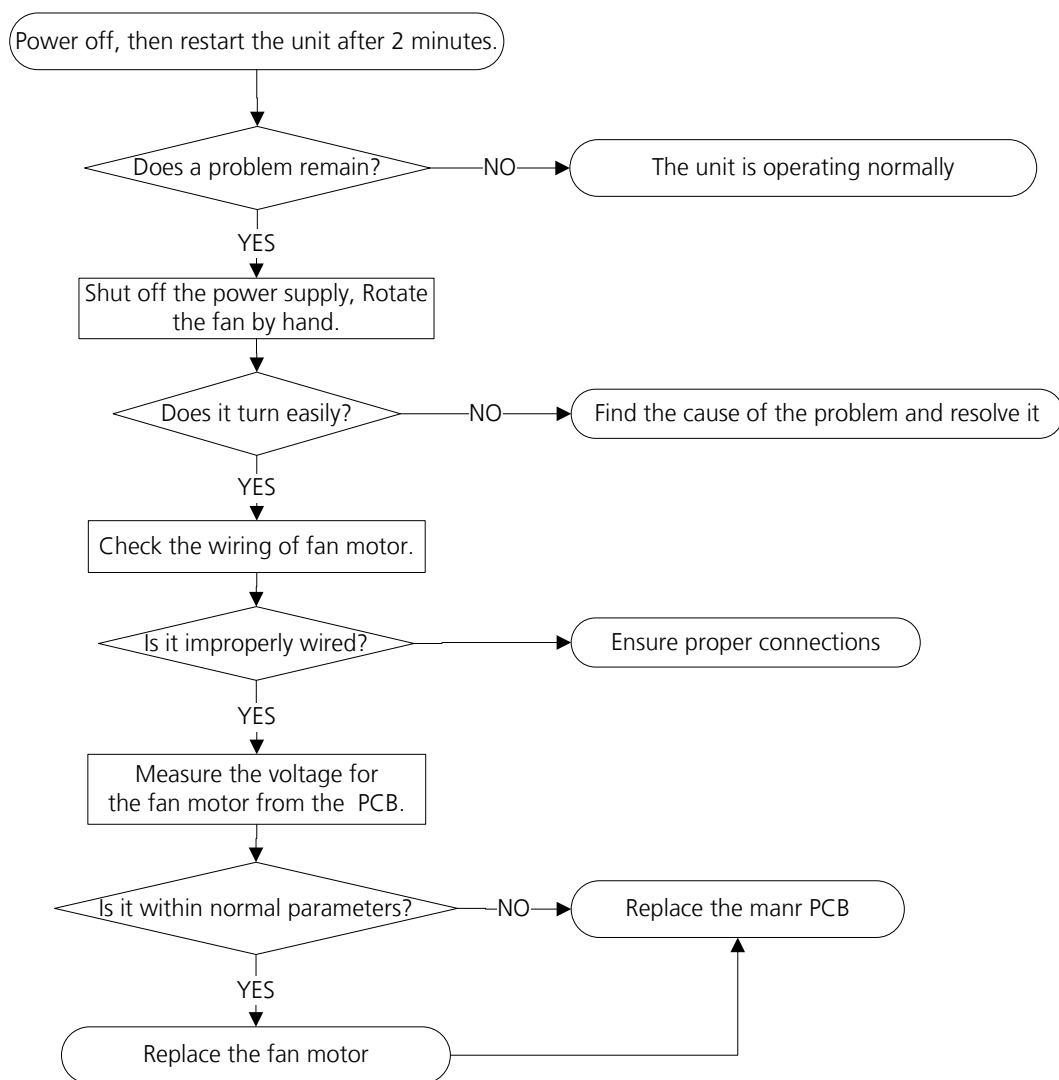 Power off, then restart the unit after 2 minutes.
Does a problem remain?
NO
The unit is operating normally
YES
Shut off the power supply, Rotate
the fan by hand.
Does it turn easily?
NO
Find the cause of the problem and resolve it
YES
Check the wiring of fan motor.
Is it improperly wired?
Ensure proper connections
YES
Measure the voltage for
the fan motor from the PCB.
Is it within normal parameters?
NO
Replace the manr PCB
YES
Replace the fan motor